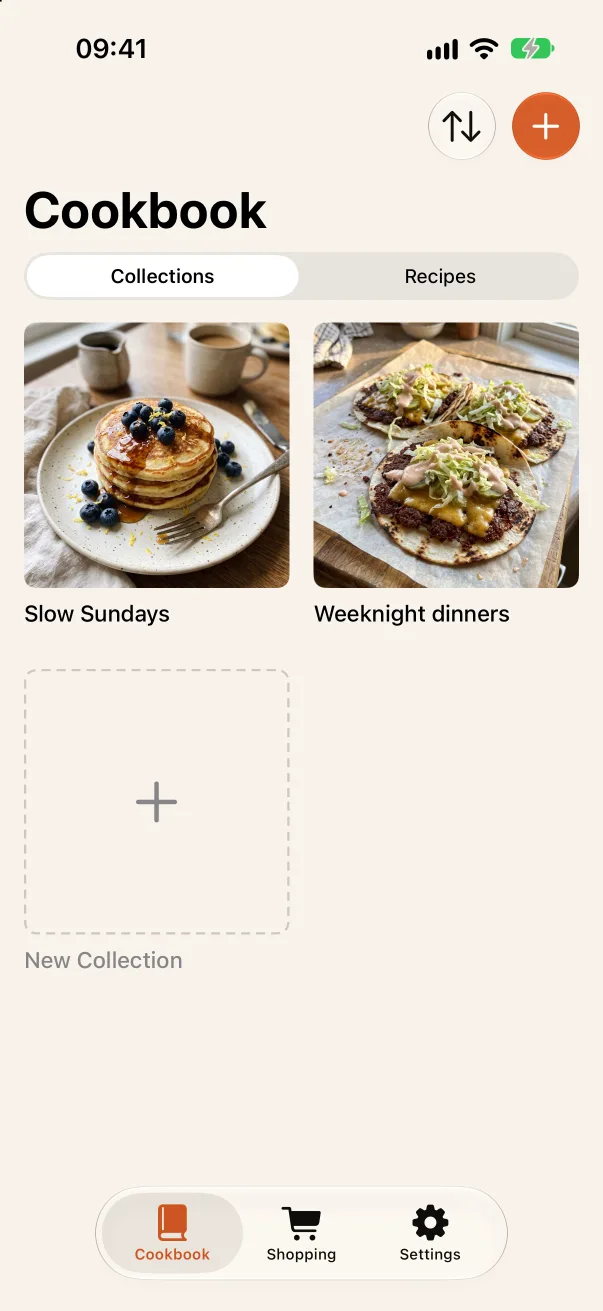 09:41
Cookbook
Collections
Recipes
Slow Sundays
Weeknight dinners
New Collection
Cookbook
Shopping
Settings